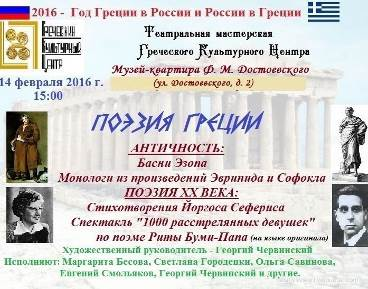 2016 - Год Греции в России и России в Греции
Греческий
Культурный
Центр
Театральная мастерская
Греческого Культурного Центра
Музей-квартира Ф. М. Достоевского
(ул. Достоевского, д. 2)
14 февраля 2016 г.
15:00
ПОЭЗИЯ ГРЕЦИИ
АНТИЧНОСТЬ:
Басни Эзопа
Монологи из произведений Эврипида и Софокла
ПОЭЗИЯ XX ВЕКА:
Стихотворения Йоргоса Сефериса
Спектакль "1000 расстрелянных девушек"
по поэме Риты Буми-Папа (на языке оригинала)
Художественный руководитель - Георгий Червинский
Исполняют: Маргарита Бесова, Светлана Городецки, Ольга Савинова,
Евгений Смольяков, Георгий Червинский и другие.